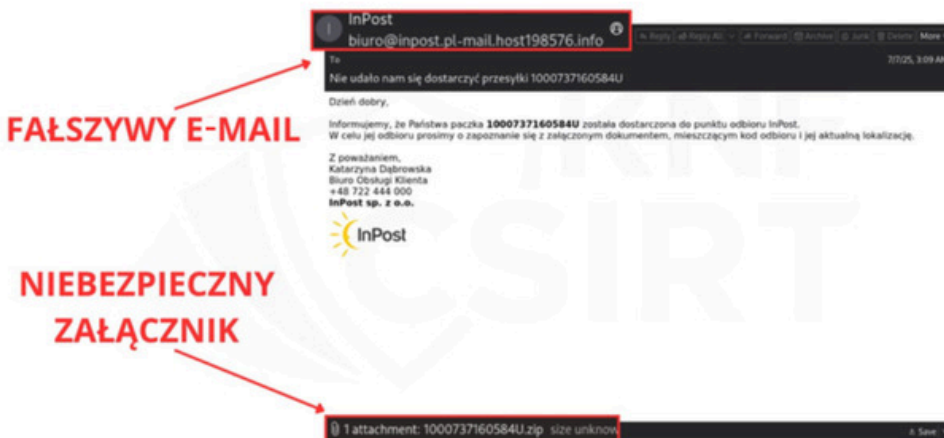 I
InPost
biuro@inpost.pl-mail.host198576.info
Reply Reply All Forward Archive Junk Delete More
To
7/7/25, 3:09 AM
Nie udało nam się dostarczyć przesyłki 1000737160584U
FAŁSZYWY E-MAIL
Dzień dobry,
Informujemy, że Państwa paczka 1000737160584U została dostarczona do punktu odbioru InPost.
W celu jej odbioru prosimy o zapoznanie się z załączonym dokumentem, mieszczącym kod odbioru i jej aktualną lokalizację.
Z poważaniem,
Katarzyna Dąbrowska
Biuro Obsługi Klienta
+48 722 444 000
InPost sp. z o.o.
InPost
KNF
CSIRT
NIEBEZPIECZNY
ZAŁĄCZNIK
1 attachment: 1000737160584U.zip size unknow
Save